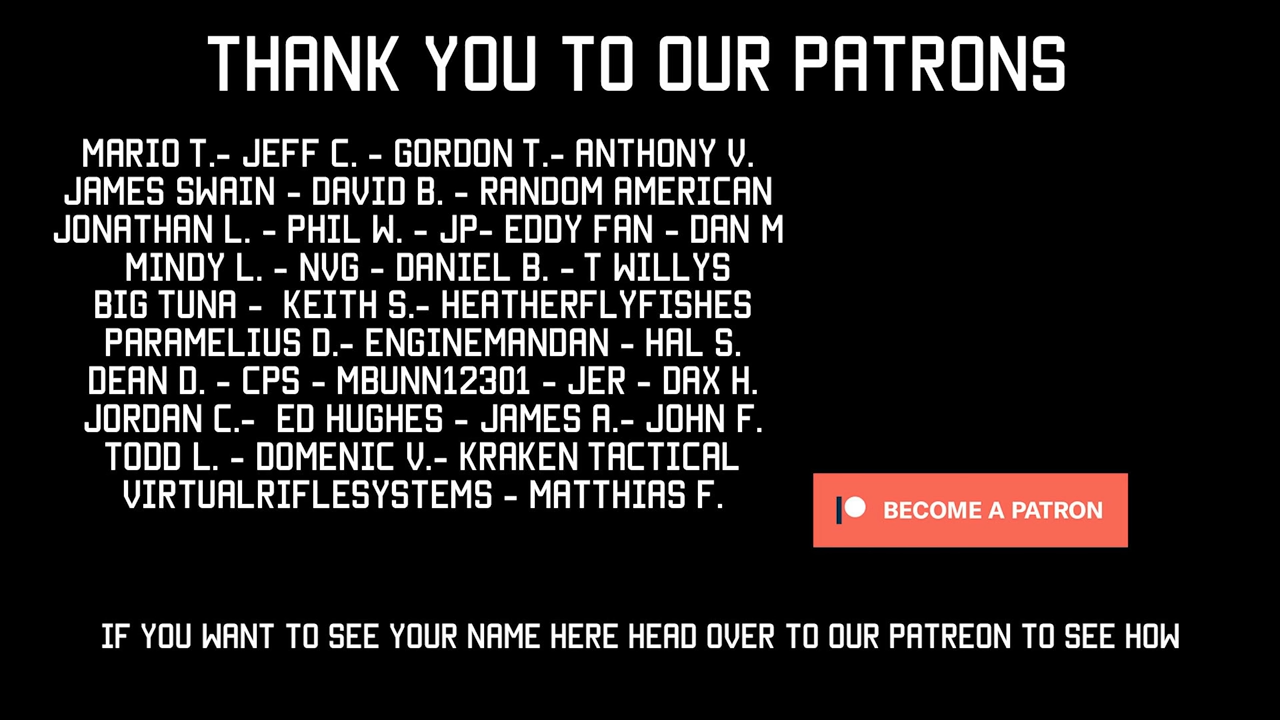 THANK YOU TO OUR PATRONS
MARIO T.- JEFF C. - GORDON T.- ANTHONY V.
JAMES SWAIN - DAVID B. - RANDOM AMERICAN
JONATHAN L. - PHIL W. - JP- EDDY FAN - DAN M
MINDY L. - NVG - DANIEL B. - T WILLYS
BIG TUNA - KEITH S.- HEATHERFLYFISHES
PARAMELIUS D.- ENGINEMANDAN - HAL S.
DEAN D. - CPS - MBUNN12301 - JER - DAX H.
JORDAN C.- ED HUGHES - JAMES A.- JOHN F.
TODD L. - DOMENIC V.- KRAKEN TACTICAL
VIRTUALRIFLESYSTEMS - MATTHIAS F.
BECOME A PATRON
IF YOU WANT TO SEE YOUR NAME HERE HEAD OVER TO OUR PATREON TO SEE HOW